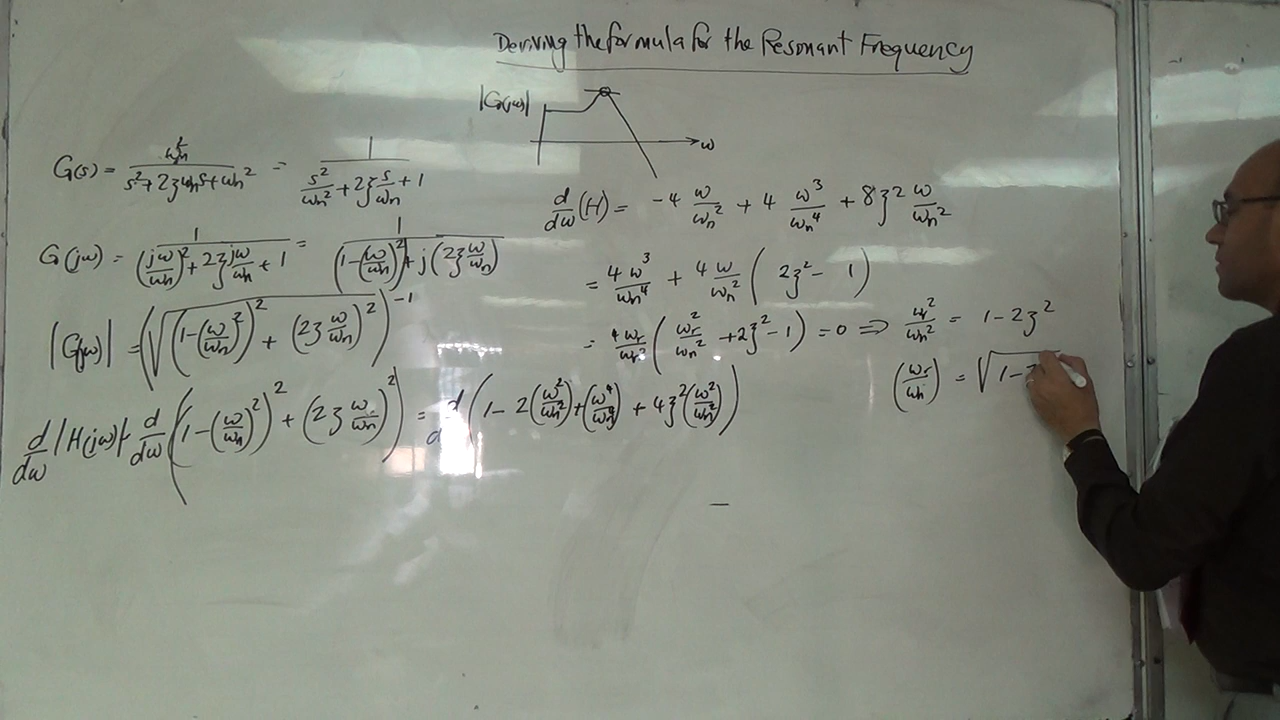 Deriving the formula for the Resonant Frequency
|G(jω)|
ω
G(s) = ωn² / (s² + 2ζωns + ωn²) = 1 / (s²/ωn² + 2ζ s/ωn + 1)
G(jω) = 1 / ((jω/ωn)² + 2ζ jω/ωn + 1) = 1 / (1-(ω/ωn)² + j(2ζ ω/ωn))
|G(jω)| = (√((1-(ω/ωn)²)² + (2ζ ω/ωn)²))⁻¹
d/dω |H(jω)| = d/dω ((1-(ω/ωn)²)² + (2ζ ω/ωn)²) = d/dω (1 - 2(ω²/ωn²) + (ω⁴/ωn⁴) + 4ζ²(ω²/ωn²))
d/dω (H) = -4 ω/ωn² + 4 ω³/ωn⁴ + 8ζ² ω/ωn²
= 4ω³/ωn⁴ + 4ω/ωn² (2ζ² - 1)
= 4ωr/ωn² (ωr²/ωn² + 2ζ² - 1) = 0 ⇒ ωr²/ωn² = 1 - 2ζ²
(ωr/ωn) = √1-